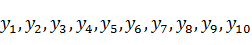 y₁, y₂, y₃, y₄, y₅, y₆, y₇, y₈, y₉, y₁₀